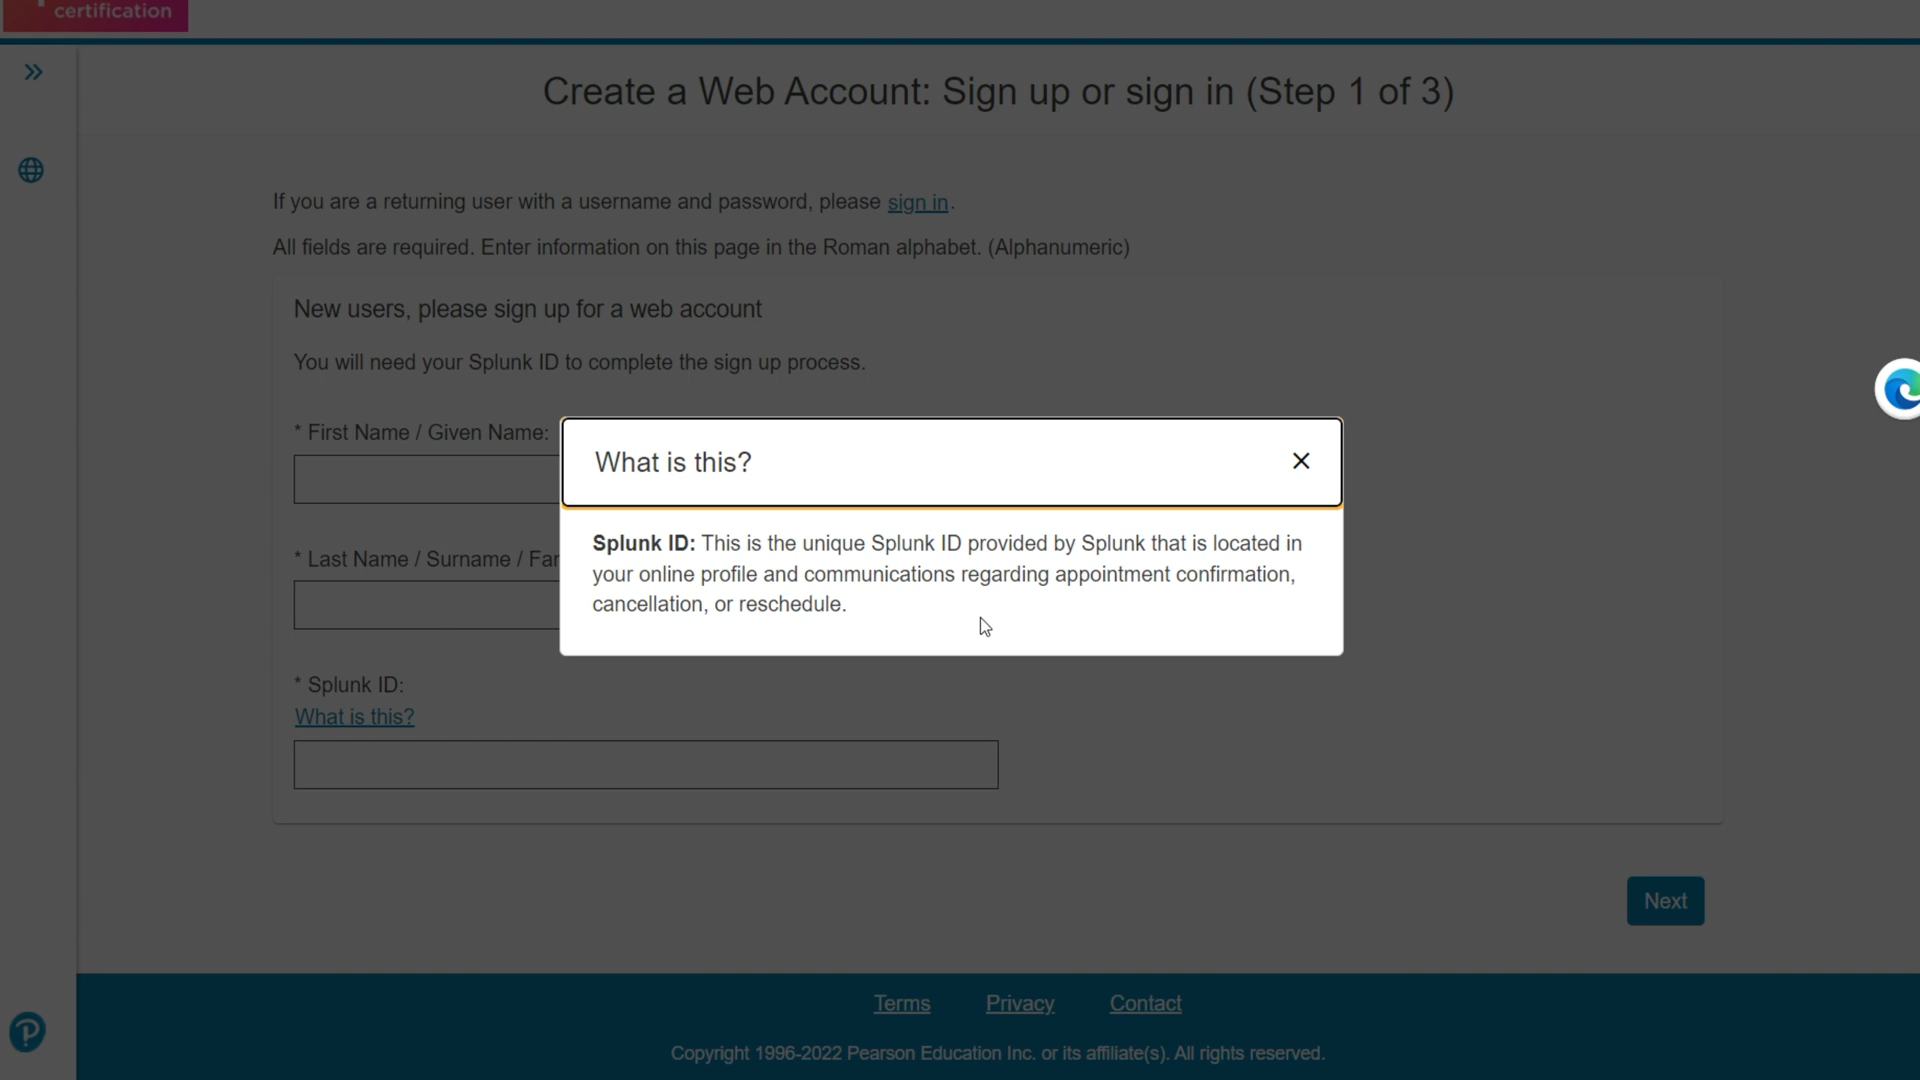 certification
Create a Web Account: Sign up or sign in (Step 1 of 3)
If you are a returning user with a username and password, please sign in.
All fields are required. Enter information on this page in the Roman alphabet. (Alphanumeric)
New users, please sign up for a web account
You will need your Splunk ID to complete the sign up process.
* First Name / Given Name:
What is this?
Splunk ID: This is the unique Splunk ID provided by Splunk that is located in
your online profile and communications regarding appointment confirmation,
cancellation, or reschedule.
* Last Name / Surname /
* Splunk ID:
What is this?
Next
Terms Privacy Contact
Copyright 1996-2022 Pearson Education Inc. or its affiliate(s). All rights reserved.